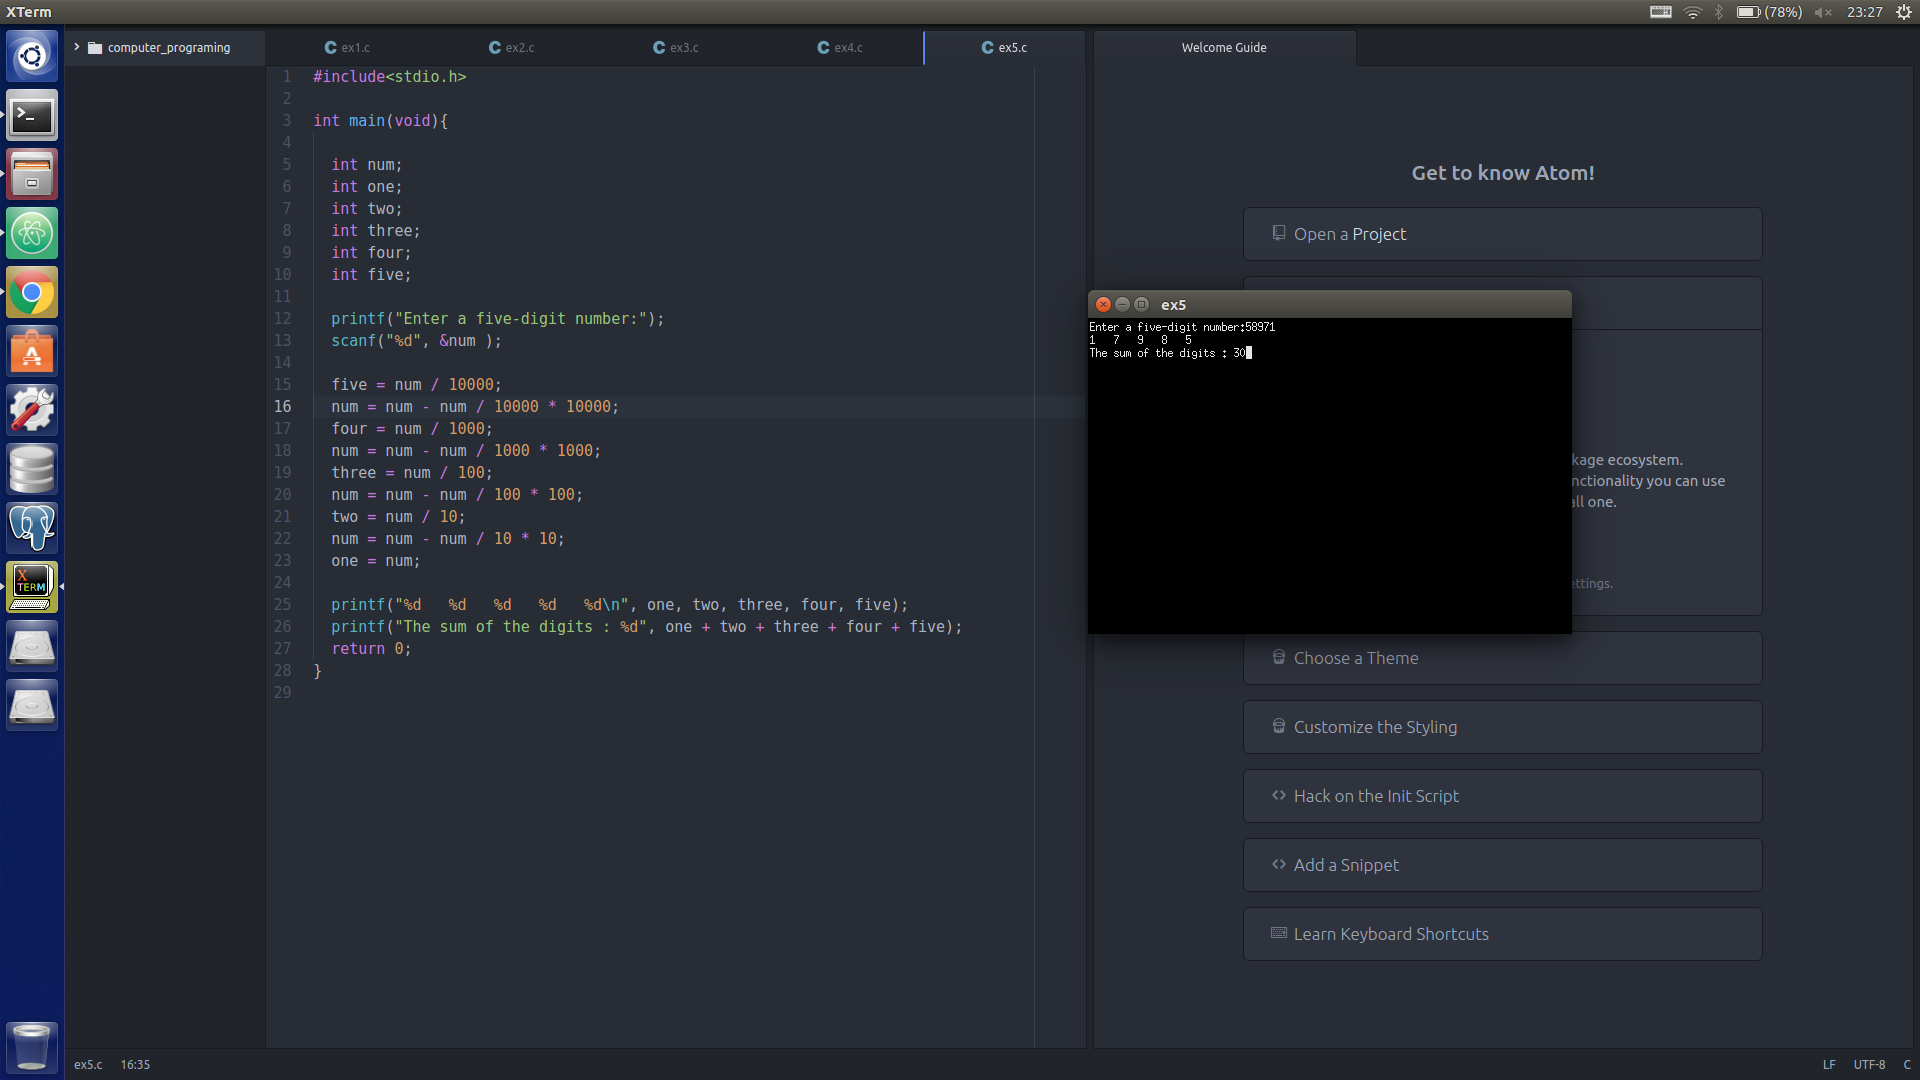 XTerm
(78%)
23:27
computer_programing
ex1.c
ex2.c
ex3.c
ex4.c
ex5.c
Welcome Guide
1 #include<stdio.h>
2
3 int main(void){
4
5 int num;
6 int one;
7 int two;
8 int three;
9 int four;
10 int five;
11
12 printf("Enter a five-digit number:");
13 scanf("%d", &num );
14
15 five = num / 10000;
16 num = num - num / 10000 * 10000;
17 four = num / 1000;
18 num = num - num / 1000 * 1000;
19 three = num / 100;
20 num = num - num / 100 * 100;
21 two = num / 10;
22 num = num - num / 10 * 10;
23 one = num;
24
25 printf("%d   %d   %d   %d   %d\n", one, two, three, four, five);
26 printf("The sum of the digits : %d", one + two + three + four + five);
27 return 0;
28 }
29
Get to know Atom!
Open a Project
ex5
Enter a five-digit number:58971
1   7   9   8   5
The sum of the digits : 30
kage ecosystem.
nctionality you can use
all one.
ettings.
Choose a Theme
Customize the Styling
Hack on the Init Script
Add a Snippet
Learn Keyboard Shortcuts
X
TERM
ex5.c
16:35
LF
UTF-8
C